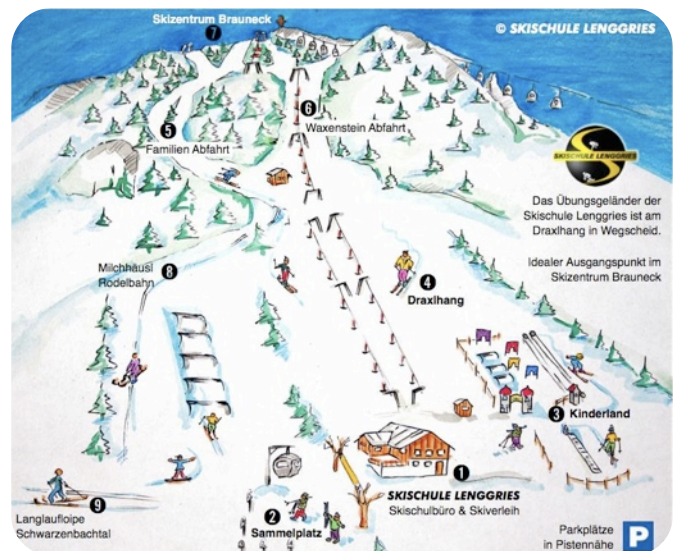 Skizentrum Brauneck
7
© SKISCHULE LENGGRIES
6
Waxenstein Abfahrt
5
Familien Abfahrt
SKISCHULE LENGGRIES
Das Übungsgeländer der
Skischule Lenggries ist am
Draxlhang in Wegscheid.
Idealer Ausgangspunkt im
Skizentrum Brauneck
Milchhäusl
Rodelbahn
8
4
Draxlhang
3 Kinderland
1
SKISCHULE LENGGRIES
Skischulbüro & Skiverleih
2
Sammelplatz
9
Langlaufloipe
Schwarzenbachtal
Parkplätze
in Pistennähe
P